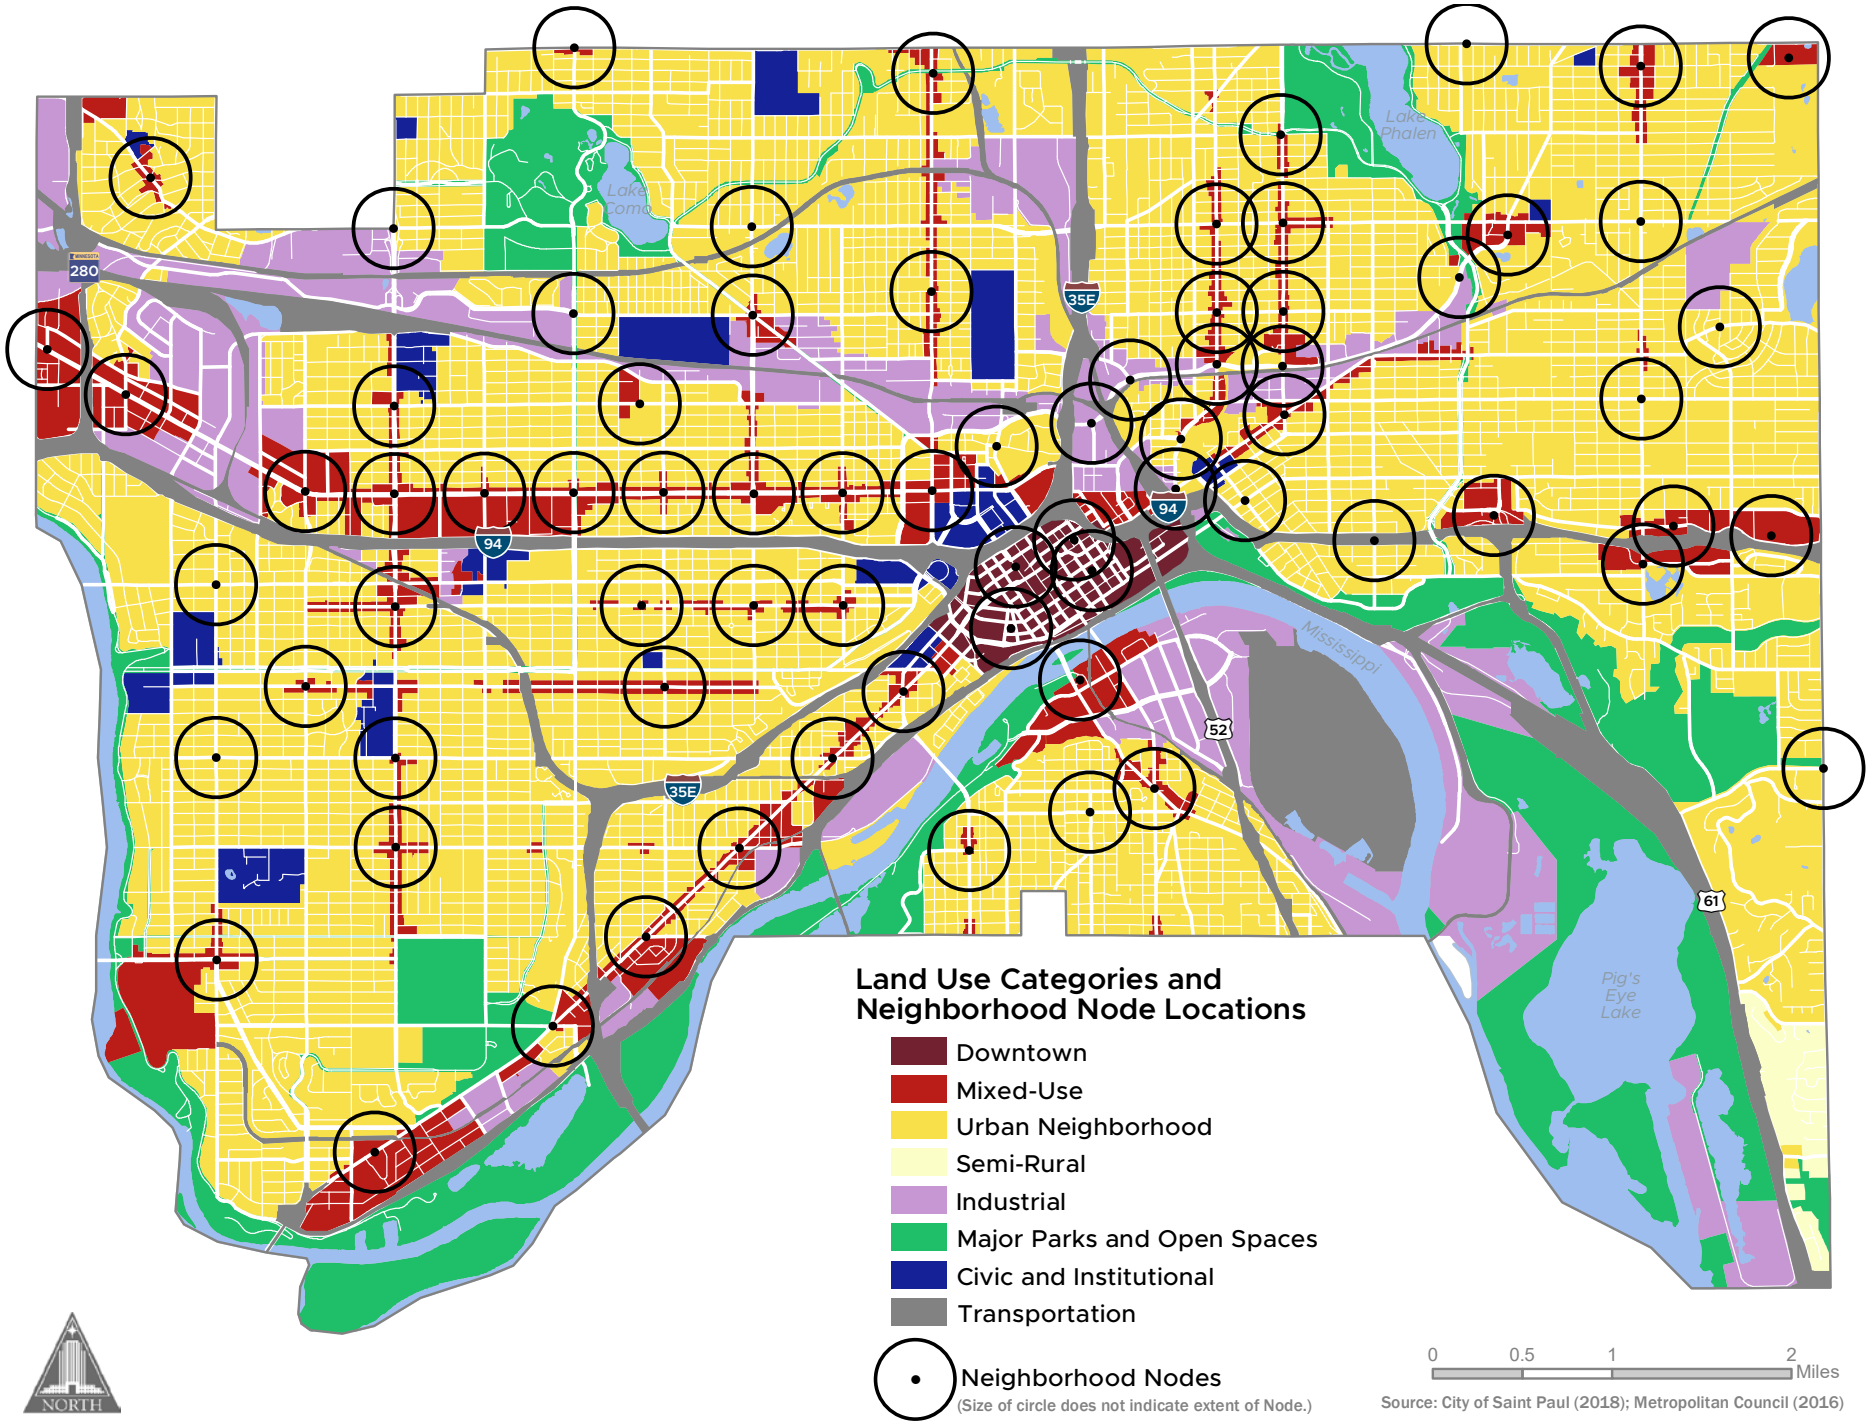 Lake
Phalen
Lake
Como
MINNESOTA
280
35E
94
94
Mississippi
52
35E
61
Pig's
Eye
Lake
Land Use Categories and
Neighborhood Node Locations
Downtown
Mixed-Use
Urban Neighborhood
Semi-Rural
Industrial
Major Parks and Open Spaces
Civic and Institutional
Transportation
Neighborhood Nodes
(Size of circle does not indicate extent of Node.)
0 0.5 1 2
Miles
Source: City of Saint Paul (2018); Metropolitan Council (2016)
NORTH